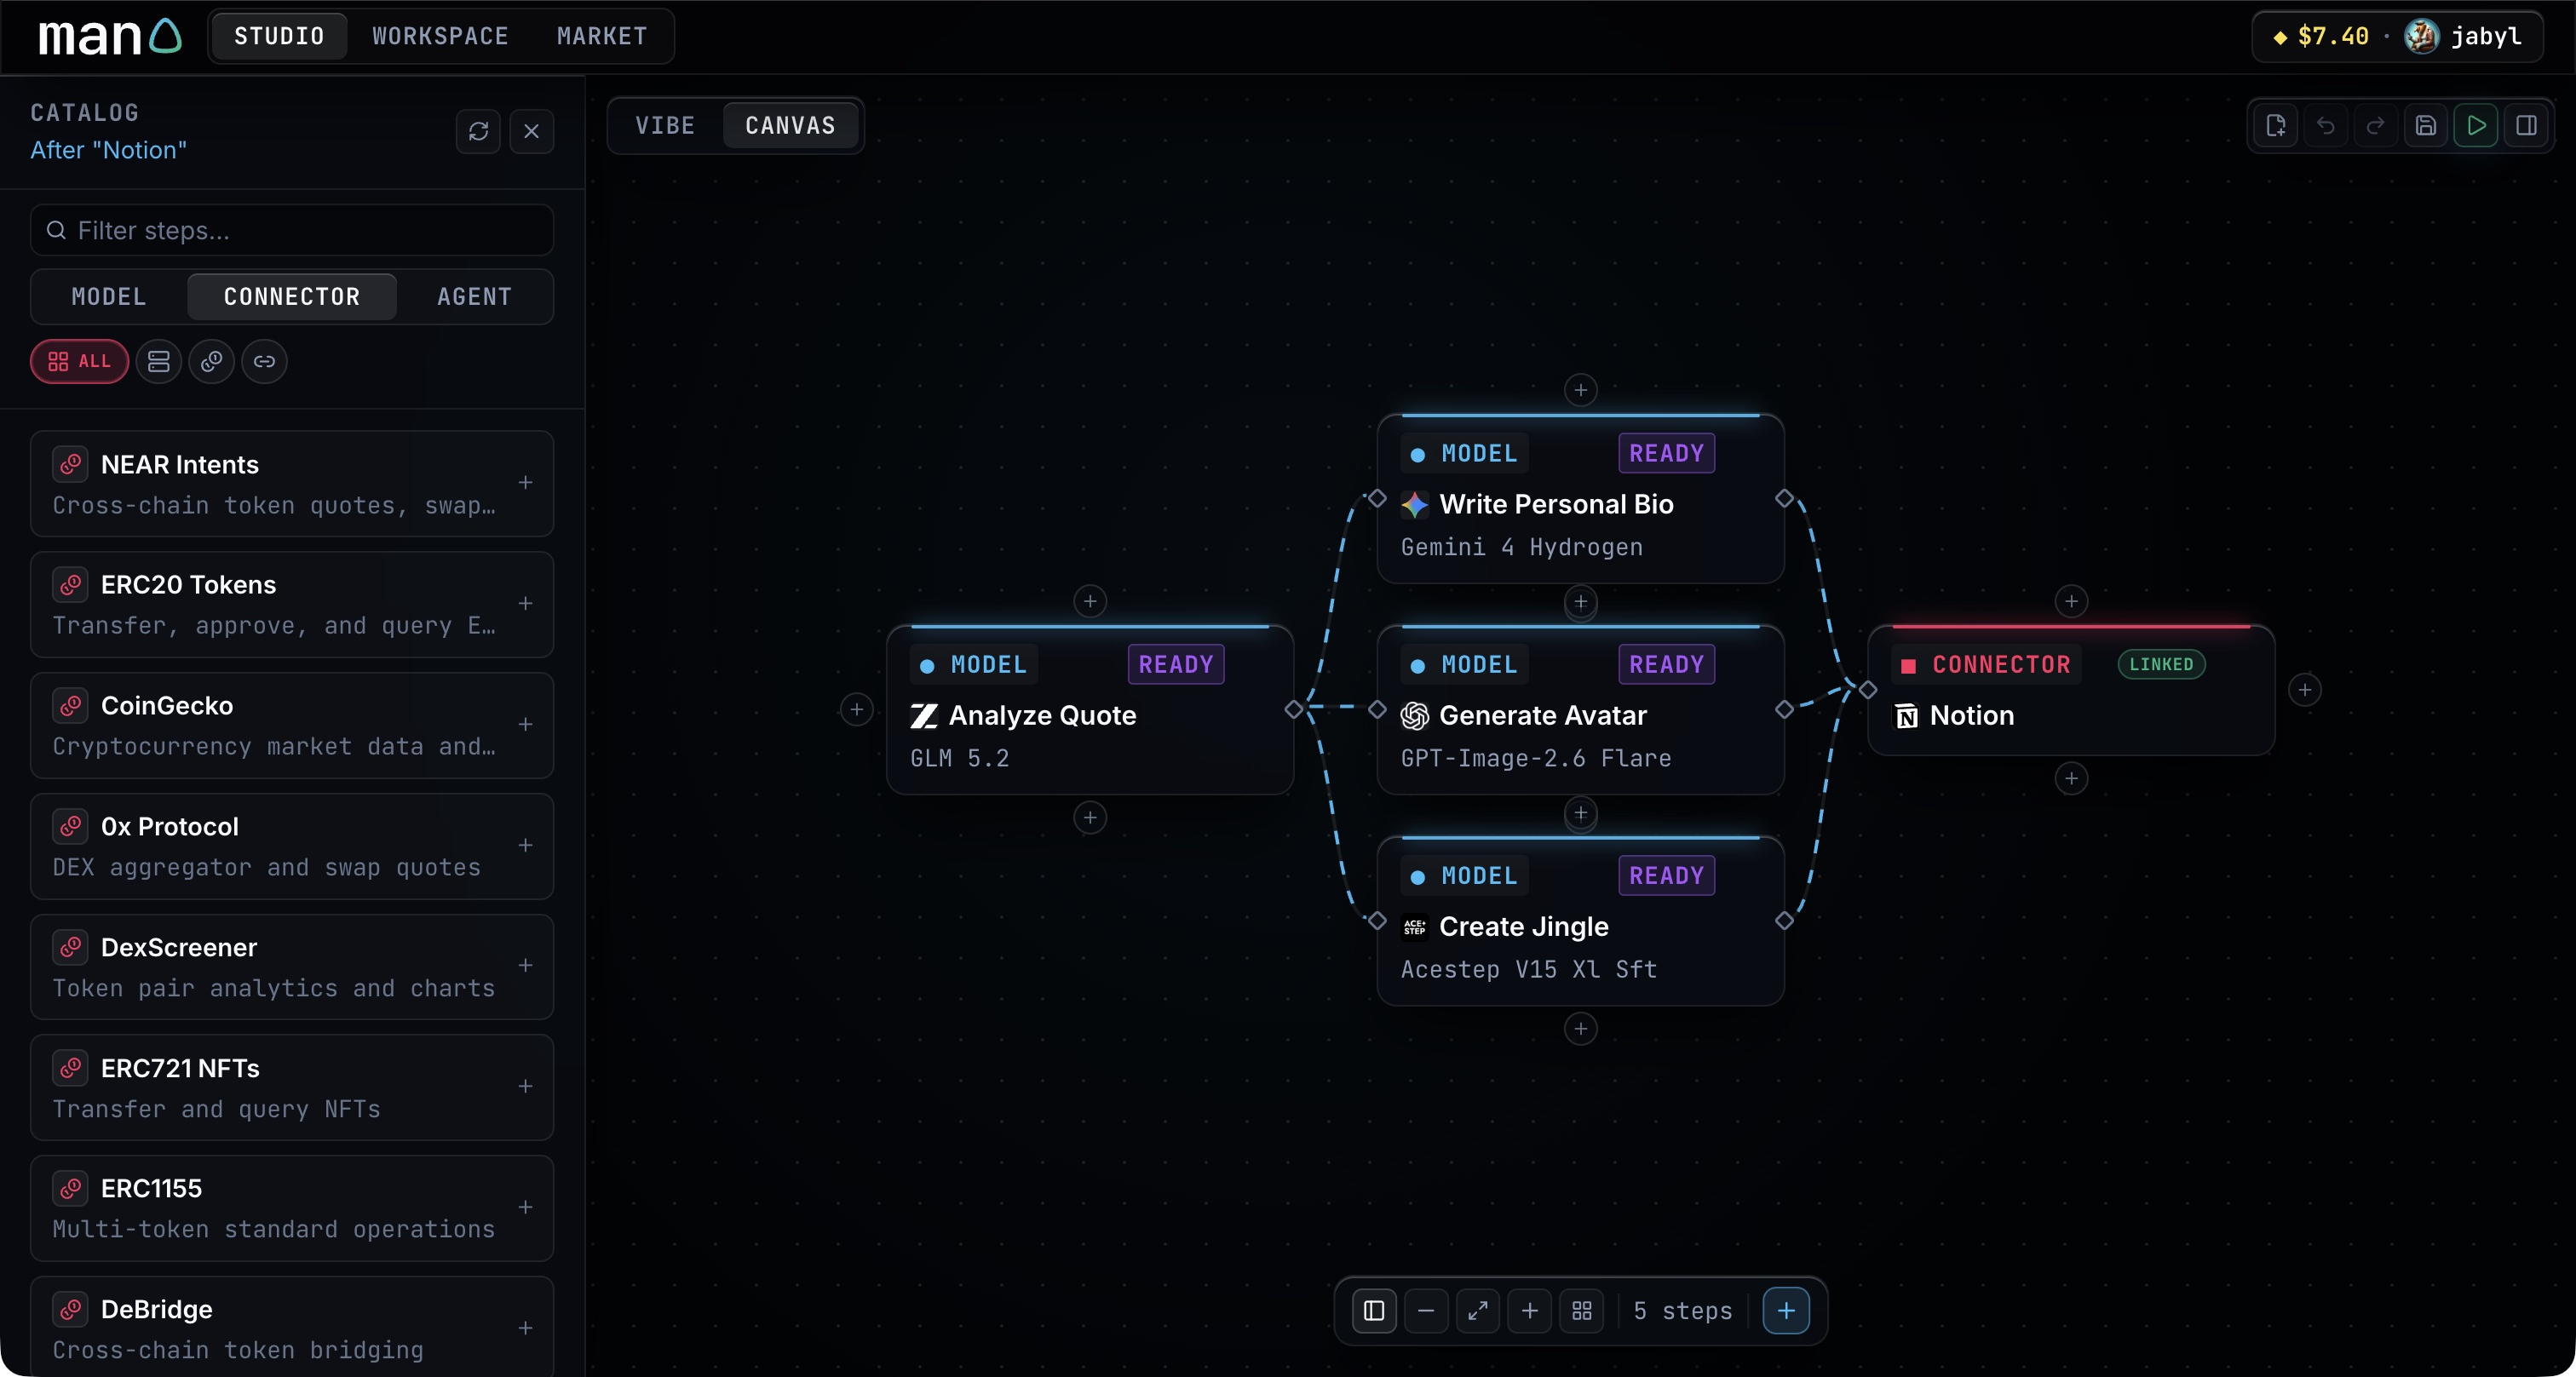 mano
STUDIO
WORKSPACE
MARKET
$7.40 · jabyl
CATALOG
After "Notion"
Filter steps...
MODEL
CONNECTOR
AGENT
ALL
NEAR Intents
Cross-chain token quotes, swap…
ERC20 Tokens
Transfer, approve, and query E…
CoinGecko
Cryptocurrency market data and…
0x Protocol
DEX aggregator and swap quotes
DexScreener
Token pair analytics and charts
ERC721 NFTs
Transfer and query NFTs
ERC1155
Multi-token standard operations
DeBridge
Cross-chain token bridging
VIBE
CANVAS
MODEL
READY
Analyze Quote
GLM 5.2
MODEL
READY
Write Personal Bio
Gemini 4 Hydrogen
MODEL
READY
Generate Avatar
GPT-Image-2.6 Flare
MODEL
READY
ACE+
STEP
Create Jingle
Acestep V15 Xl Sft
CONNECTOR
LINKED
Notion
5 steps